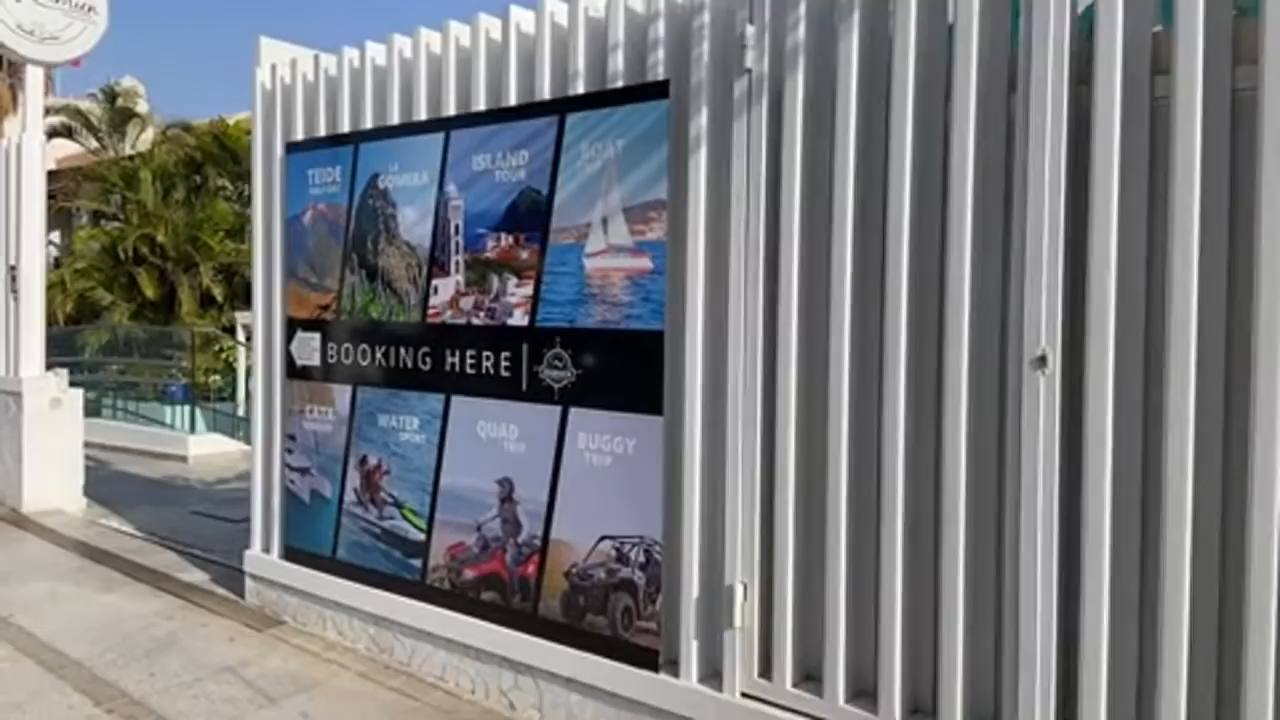 TEIDE
LA
GOMERA
ISLAND
TOUR
BOAT
BOOKING HERE
WATER
SPORT
QUAD
TRIP
BUGGY
TRIP